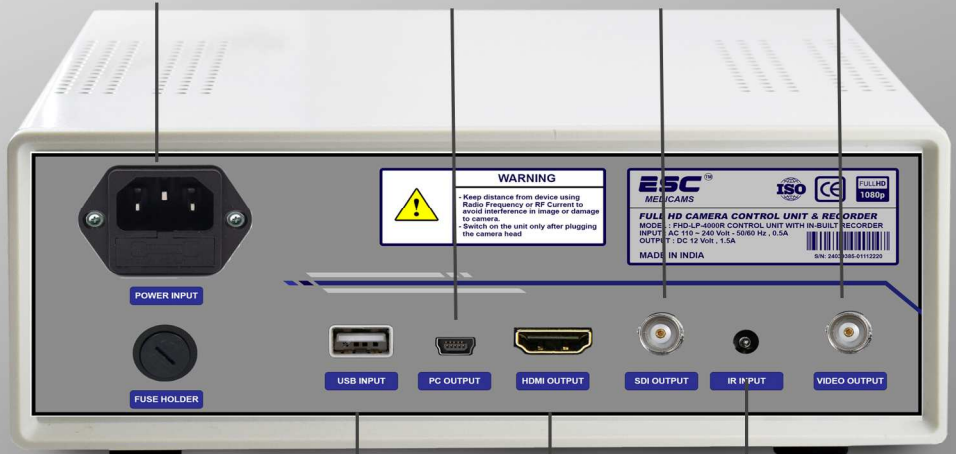 WARNING
- Keep distance from device using
Radio Frequency or RF Current to
avoid interference in image or damage
to camera.
- Switch on the unit only after plugging
the camera head
ESC™
MEDICAMS
ISO
CE
FULL HD
1080p
FULL HD CAMERA CONTROL UNIT & RECORDER
MODEL : FHD-LP-4000R CONTROL UNIT WITH IN-BUILT RECORDER
INPUT : AC 110 ~ 240 Volt - 50/60 Hz , 0.5A
OUTPUT : DC 12 Volt , 1.5A
MADE IN INDIA
POWER INPUT
FUSE HOLDER
USB INPUT
PC OUTPUT
HDMI OUTPUT
SDI OUTPUT
IR INPUT
VIDEO OUTPUT